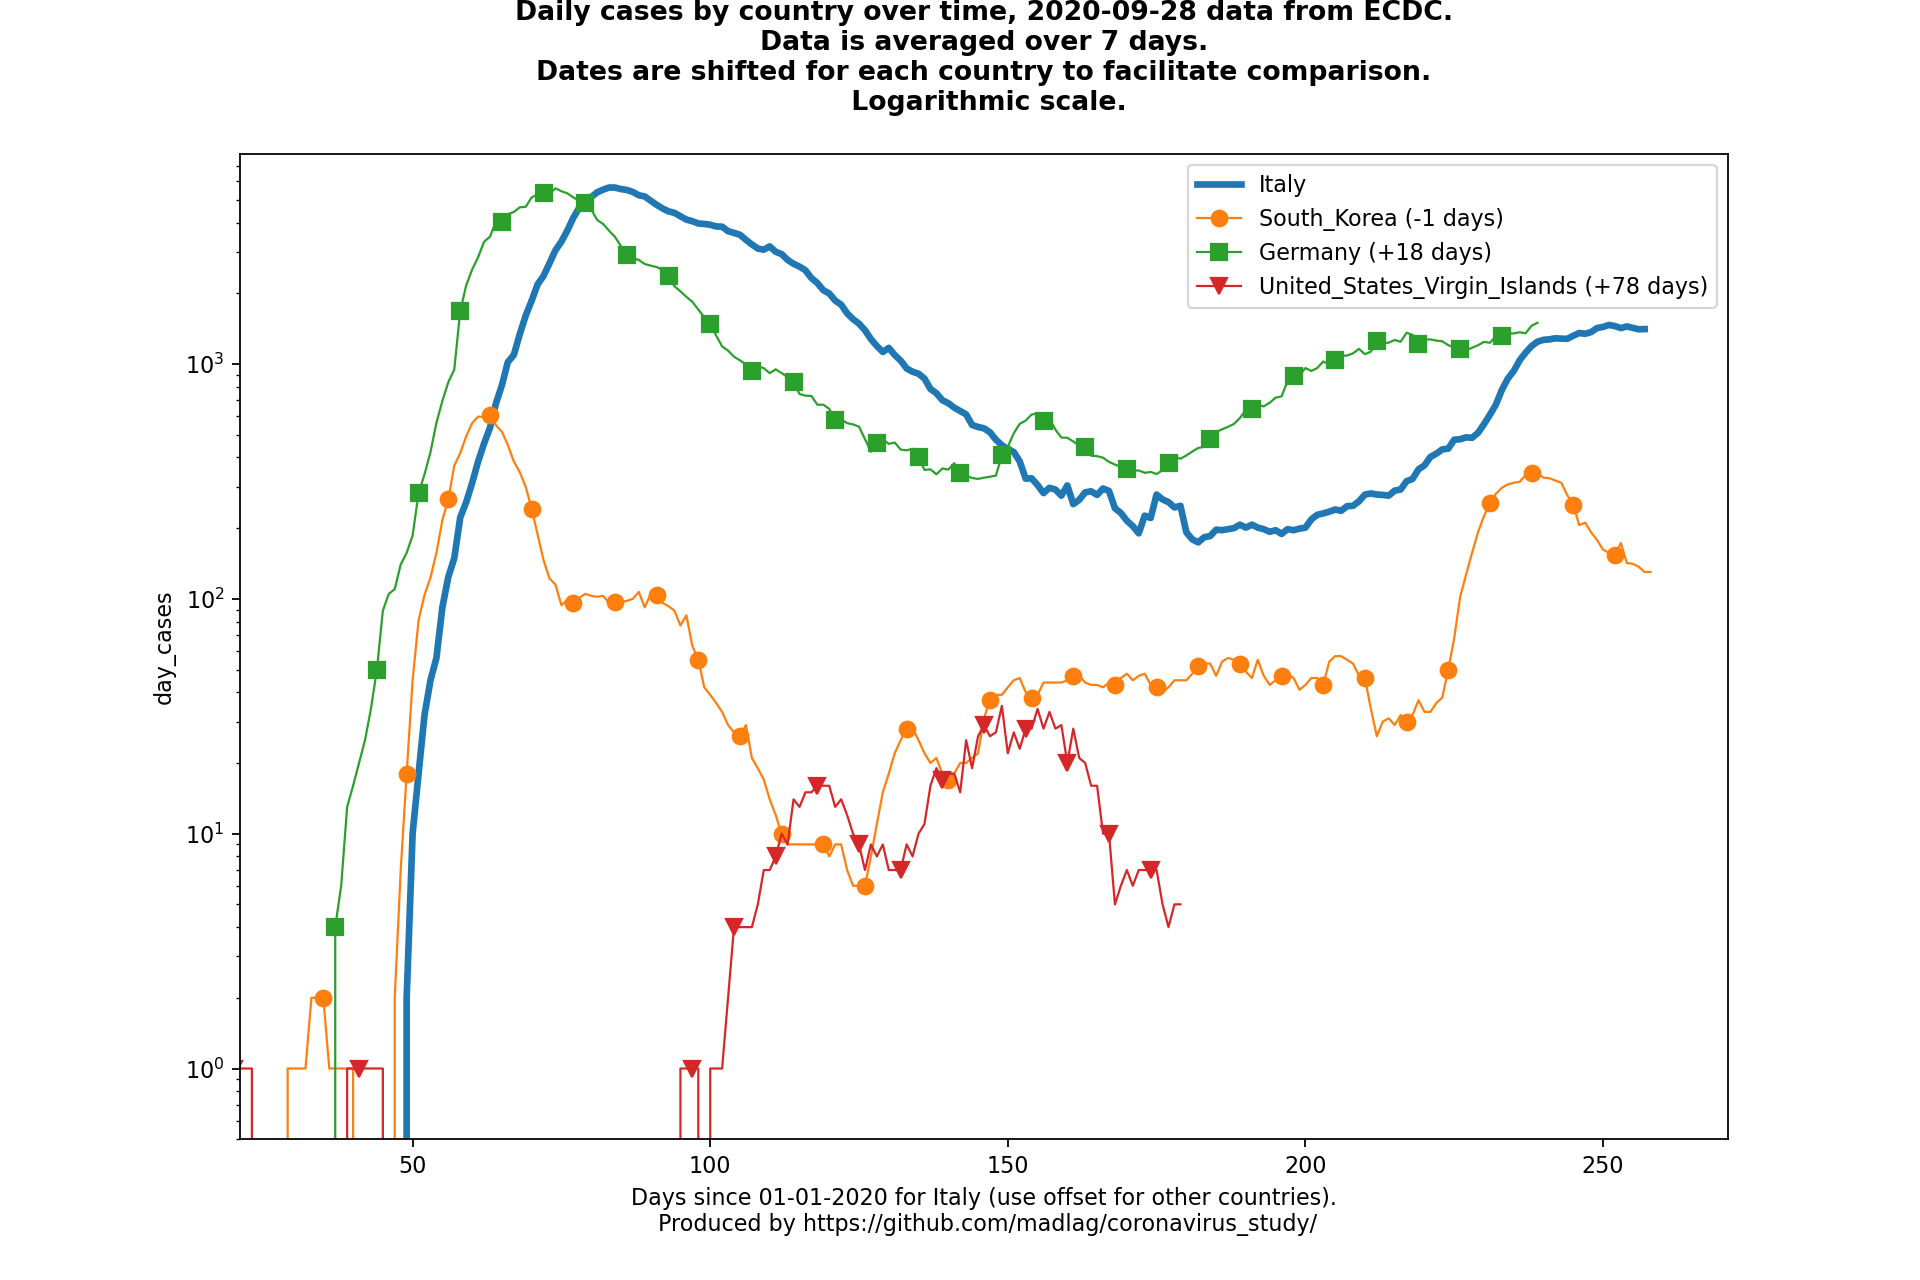 Daily cases by country over time, 2020-09-28 data from ECDC.
Data is averaged over 7 days.
Dates are shifted for each country to facilitate comparison.
Logarithmic scale.
Italy
South_Korea (-1 days)
Germany (+18 days)
United_States_Virgin_Islands (+78 days)
day_cases
10³
10²
10¹
10⁰
50 100 150 200 250
Days since 01-01-2020 for Italy (use offset for other countries).
Produced by https://github.com/madlag/coronavirus_study/